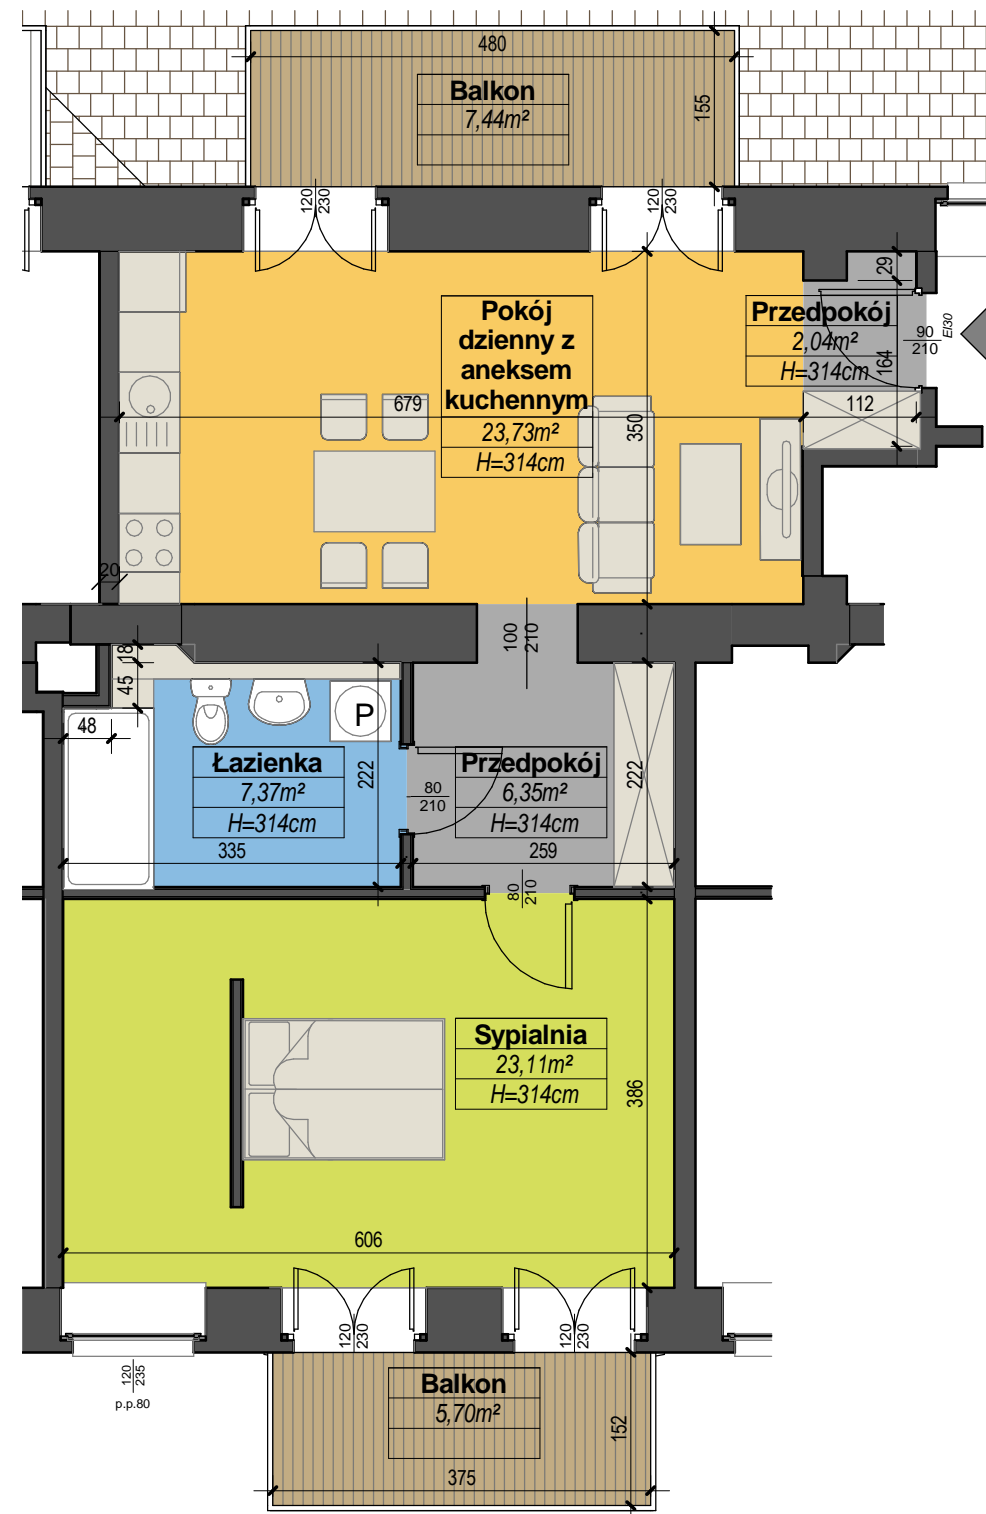 480
Balkon
7,44m²
155
120
230
120
230
29
Pokój
dzienny z
aneksem
kuchennym
23,73m²
H=314cm
Przedpokój
2,04m²
H=314cm
164
90
210
EI30
679
350
112
20
100
210
18
45
48
P
Łazienka
7,37m²
H=314cm
222
80
210
Przedpokój
6,35m²
H=314cm
222
335
259
80
210
Sypialnia
23,11m²
H=314cm
386
606
120
230
120
230
120
235
p.p.80
Balkon
5,70m²
152
375